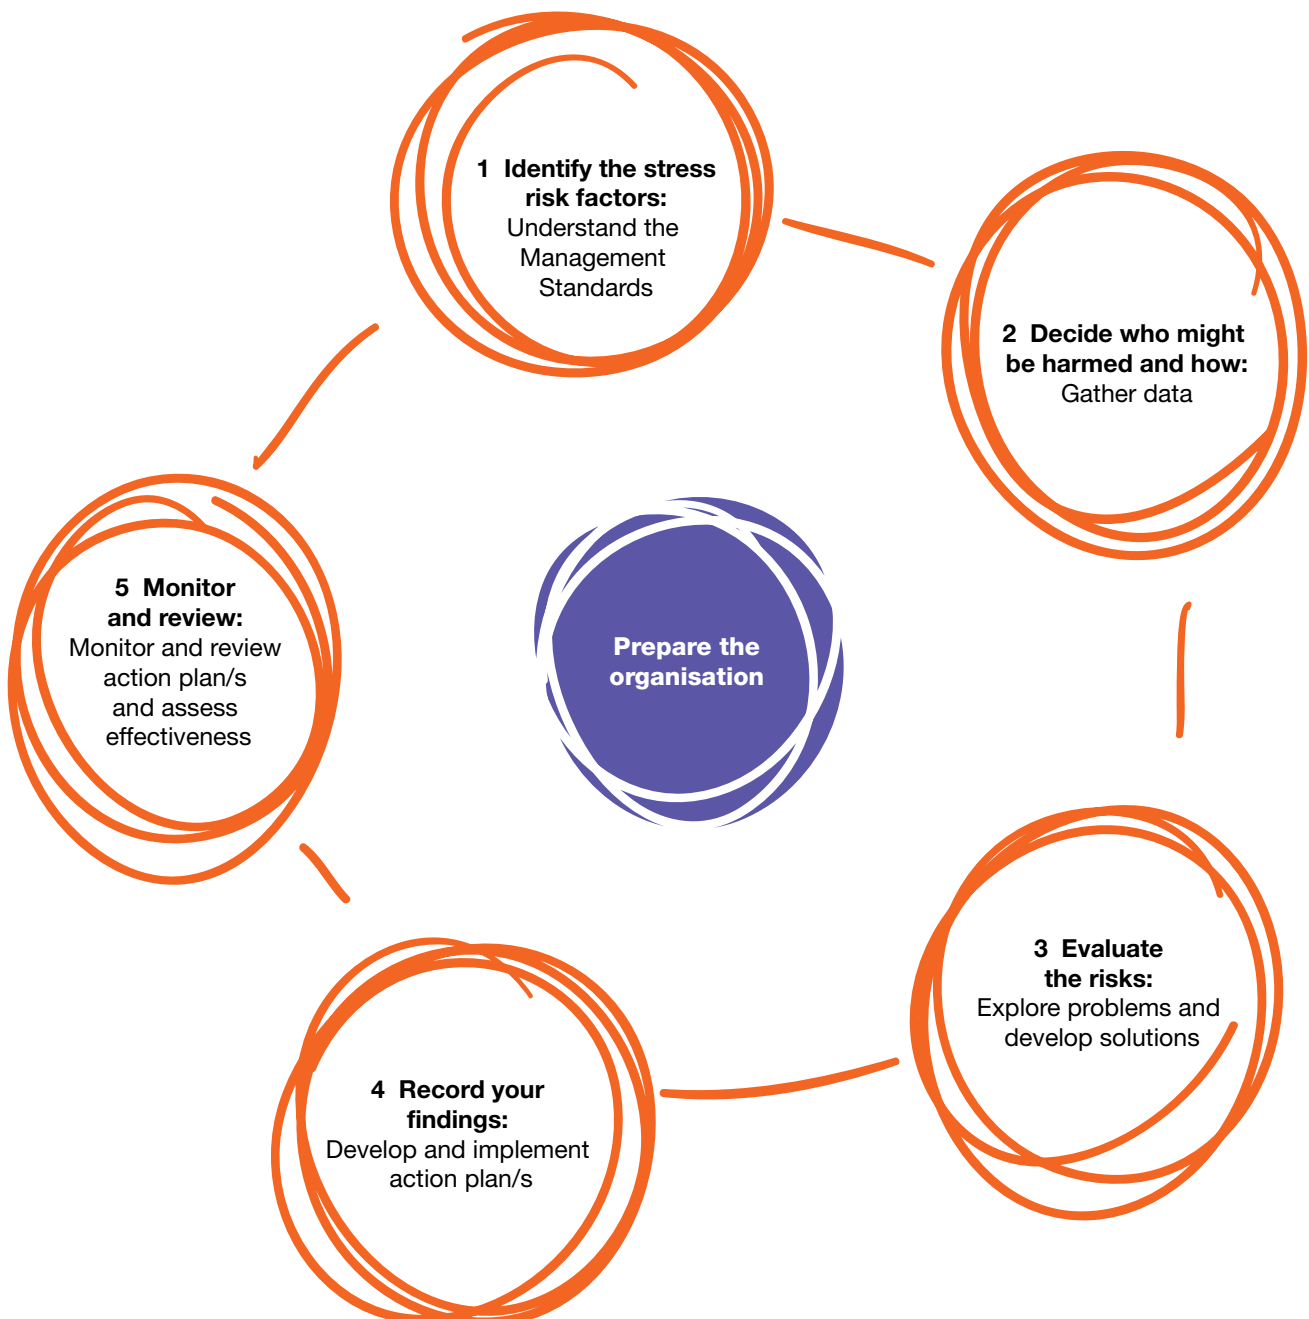 1 Identify the stress
risk factors:
Understand the
Management
Standards
2 Decide who might
be harmed and how:
Gather data
3 Evaluate
the risks:
Explore problems and
develop solutions
4 Record your
findings:
Develop and implement
action plan/s
5 Monitor
and review:
Monitor and review
action plan/s
and assess
effectiveness
Prepare the
organisation